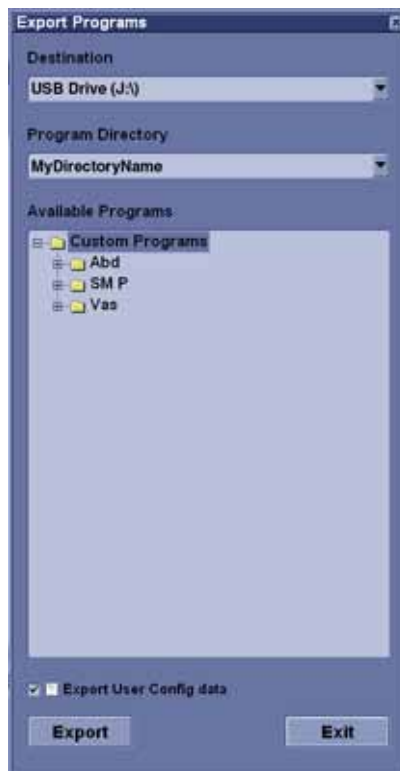 Export Programs
Destination
USB Drive (J:\)
Program Directory
MyDirectoryName
Available Programs
Custom Programs
Abd
SM P
Vas
Export User Config data
Export
Exit